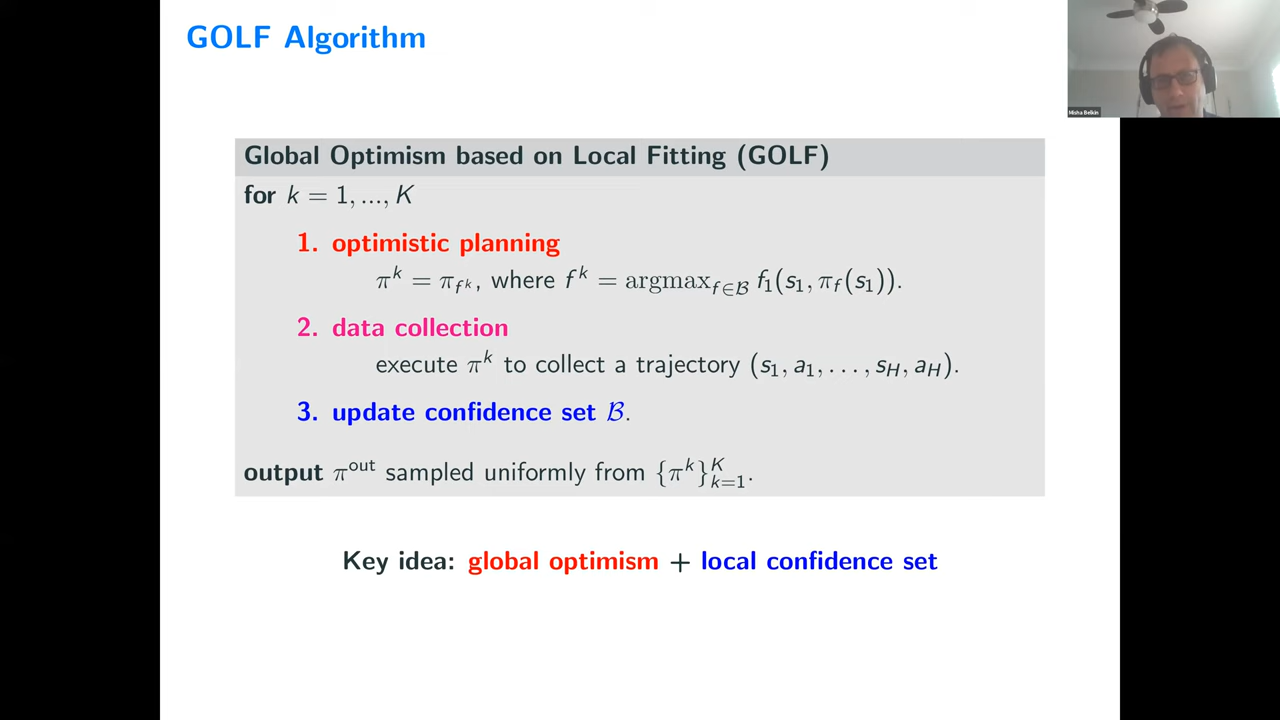 GOLF Algorithm
Misha Belkin
Global Optimism based on Local Fitting (GOLF)
for k = 1, ..., K
1. optimistic planning
π^k = π_{f^k}, where f^k = argmax_{f∈ℬ} f_1(s_1, π_f(s_1)).
2. data collection
execute π^k to collect a trajectory (s_1, a_1, . . . , s_H, a_H).
3. update confidence set ℬ.
output π^out sampled uniformly from {π^k}_{k=1}^K.
Key idea: global optimism + local confidence set